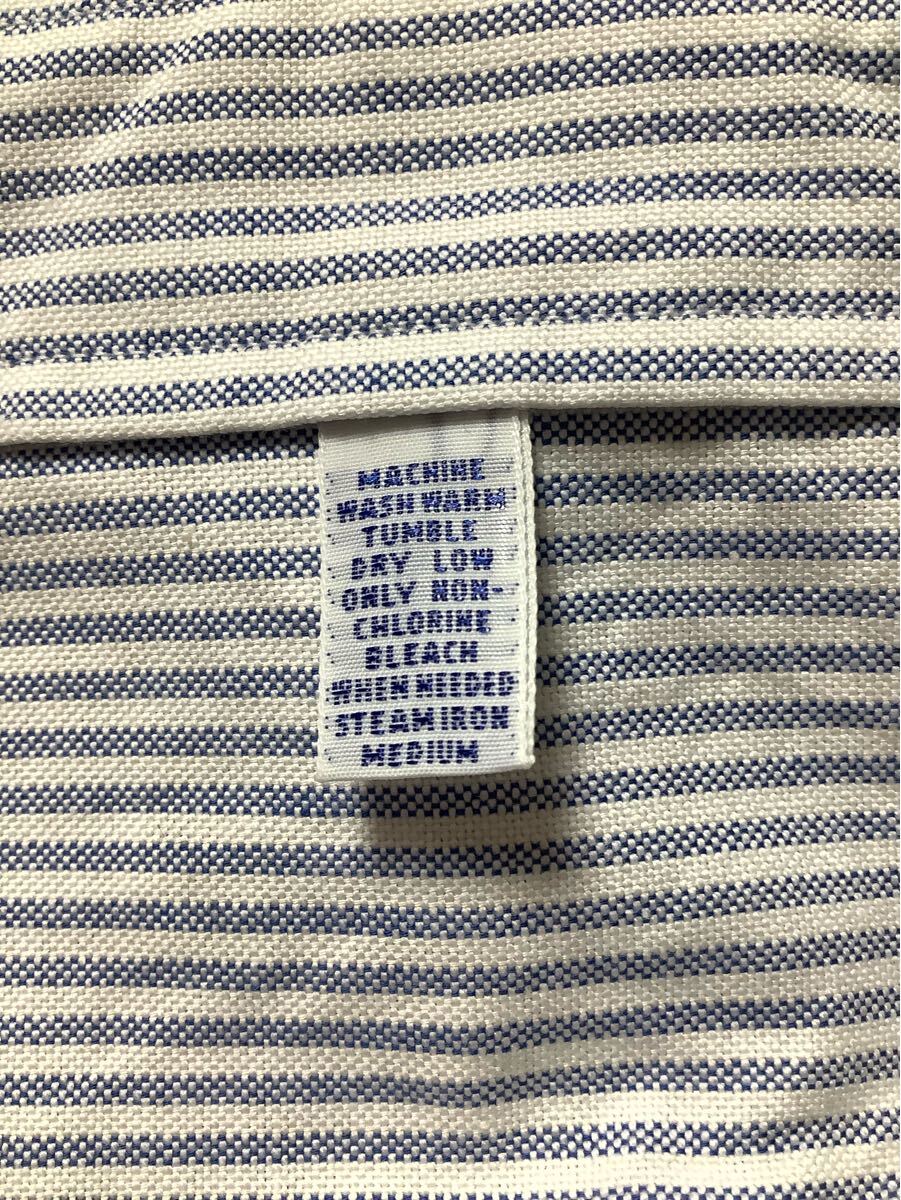 MACHINE
WASH WARM
TUMBLE
DRY LOW
ONLY NON-
CHLORINE
BLEACH
WHEN NEEDED
STEAM IRON
MEDIUM